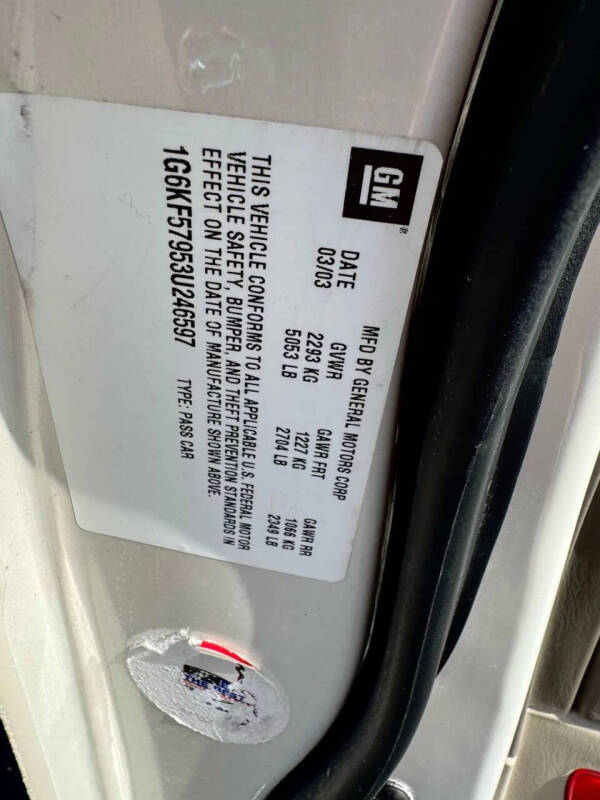 GM®
MFD BY GENERAL MOTORS CORP
DATE GVWR GAWR FRT GAWR RR
03/03 2293 KG 1227 KG 1066 KG
5053 LB 2704 LB 2349 LB
THIS VEHICLE CONFORMS TO ALL APPLICABLE U.S. FEDERAL MOTOR
VEHICLE SAFETY, BUMPER, AND THEFT PREVENTION STANDARDS IN
EFFECT ON THE DATE OF MANUFACTURE SHOWN ABOVE.
1G6KF57953U246597 TYPE: PASS CAR